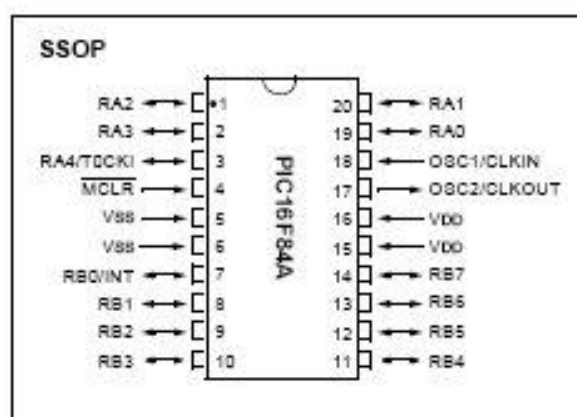 SSOP
RA2 1 20 RA1
RA3 2 19 RA0
RA4/T0CKI 3 18 OSC1/CLKIN
MCLR 4 17 OSC2/CLKOUT
VSS 5 16 VDD
VSS 6 15 VDD
RB0/INT 7 14 RB7
RB1 8 13 RB6
RB2 9 12 RB5
RB3 10 11 RB4
PIC16F84A